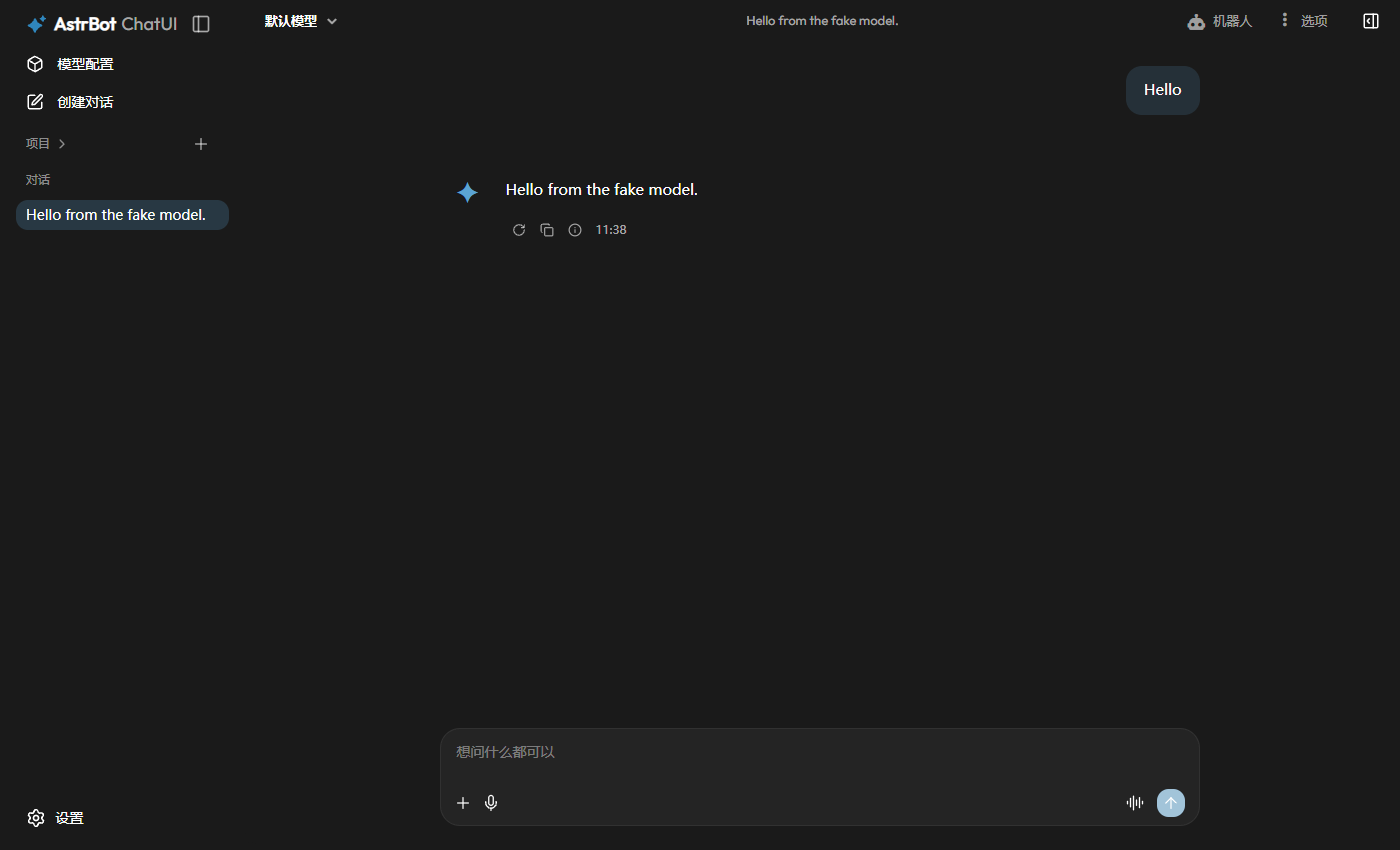 AstrBot ChatUI
默认模型
Hello from the fake model.
机器人
选项
模型配置
创建对话
项目
对话
Hello from the fake model.
Hello
Hello from the fake model.
11:38
想问什么都可以
设置